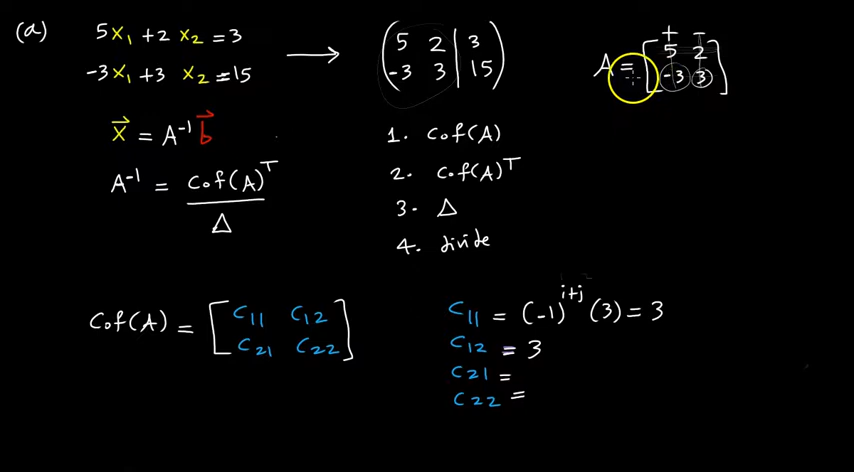 (a) 5x₁ + 2 x₂ = 3
-3x₁ + 3 x₂ = 15
( 5 2 | 3
-3 3 | 15 )
+ -
A = [ 5 2
-3 3 ]
x⃗ = A⁻¹ b⃗
A⁻¹ = Cof(A)ᵀ / Δ
1. Cof(A)
2. Cof(A)ᵀ
3. Δ
4. divide
Cof(A) = [ C₁₁ C₁₂
C₂₁ C₂₂ ]
C₁₁ = (-1)^(i+j) (3) = 3
C₁₂ = 3
C₂₁ =
C₂₂ =